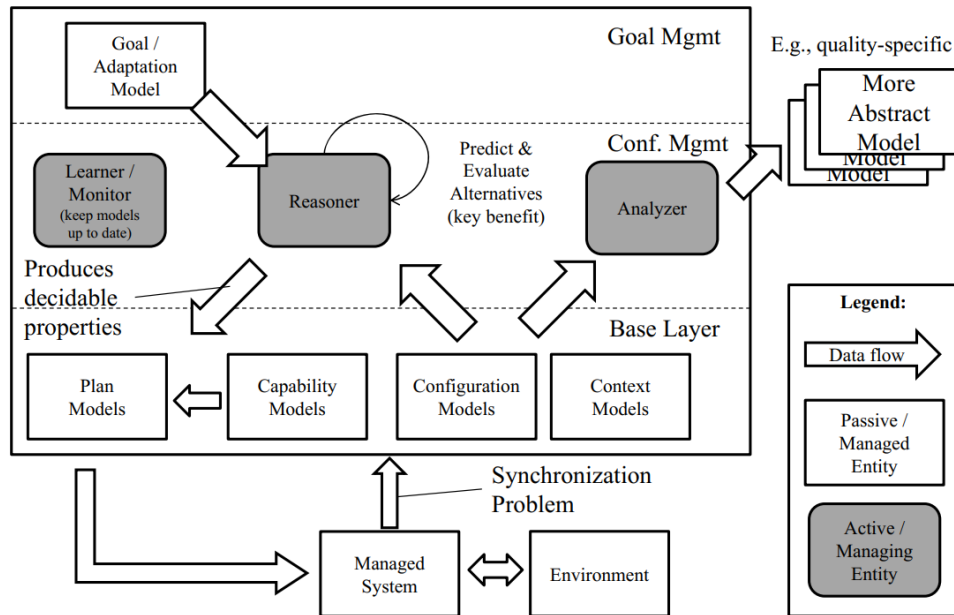 Goal /
Adaptation
Model
Goal Mgmt
E.g., quality-specific
More
Abstract
Model
Model
Model
Conf. Mgmt
Learner /
Monitor
(keep models
up to date)
Reasoner
Predict &
Evaluate
Alternatives
(key benefit)
Analyzer
Produces
decidable
properties
Base Layer
Plan
Models
Capability
Models
Configuration
Models
Context
Models
Synchronization
Problem
Managed
System
Environment
Legend:
Data flow
Passive /
Managed
Entity
Active /
Managing
Entity